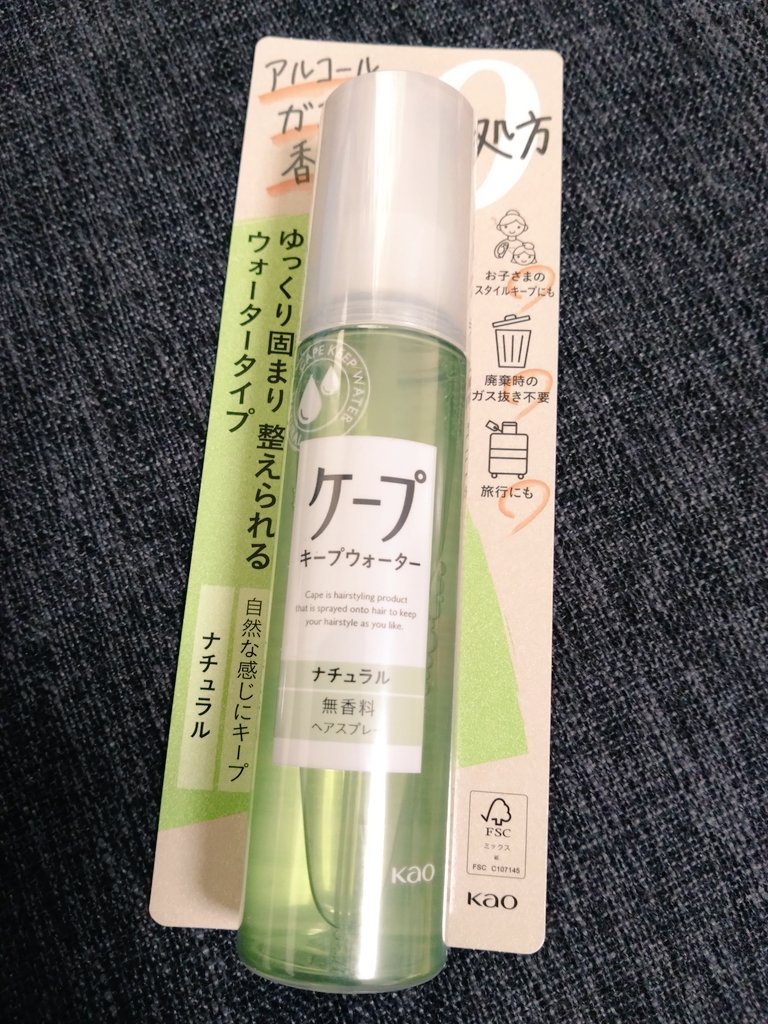 アルコール
ガ
香
0
処方
ゆっくり固まり 整えられる
ウォータータイプ
自然な感じにキープ
ナチュラル
お子さまの
スタイルキープにも
廃棄時の
ガス抜き不要
旅行にも
CAPE KEEP WATER
ケープ
キープウォーター
Cape is hairstyling product
that is sprayed onto hair to keep
your hairstyle as you like.
ナチュラル
無香料
ヘアスプレー
Kao
FSC
ミックス
紙
FSC C107145
Kao